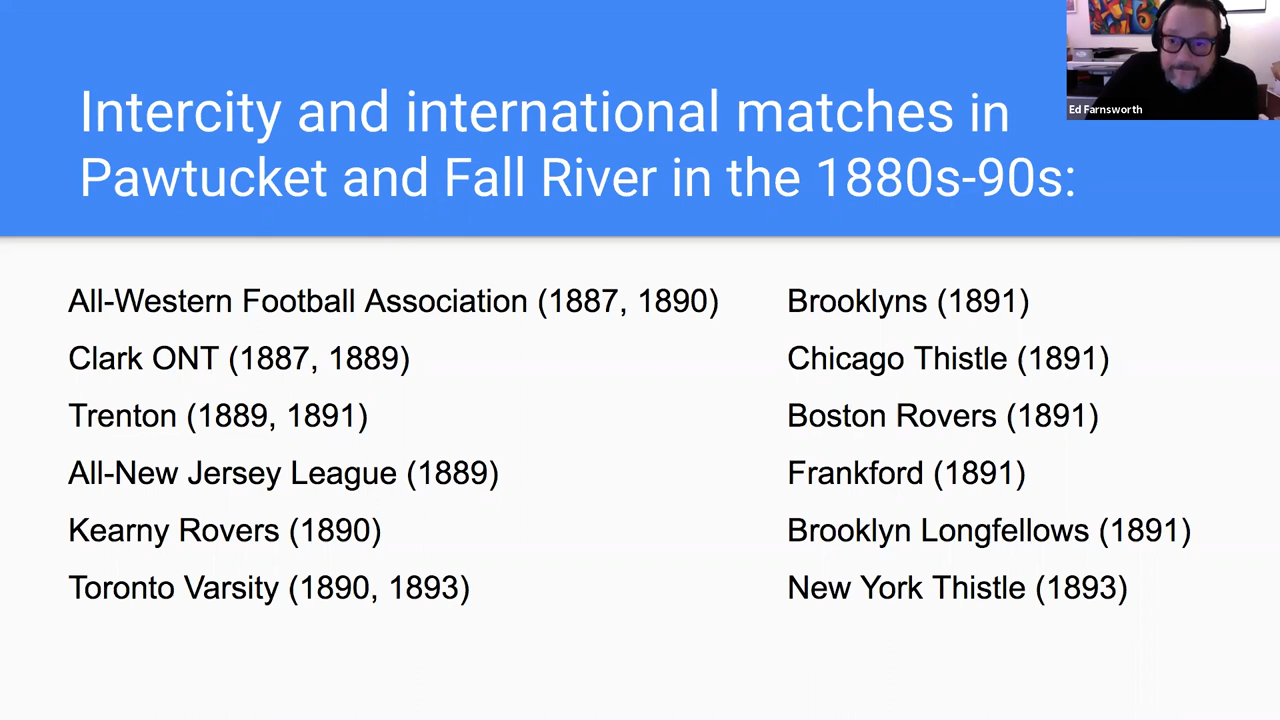 Intercity and international matches in
Pawtucket and Fall River in the 1880s-90s:
Ed Farnsworth
All-Western Football Association (1887, 1890)
Clark ONT (1887, 1889)
Trenton (1889, 1891)
All-New Jersey League (1889)
Kearny Rovers (1890)
Toronto Varsity (1890, 1893)
Brooklyns (1891)
Chicago Thistle (1891)
Boston Rovers (1891)
Frankford (1891)
Brooklyn Longfellows (1891)
New York Thistle (1893)